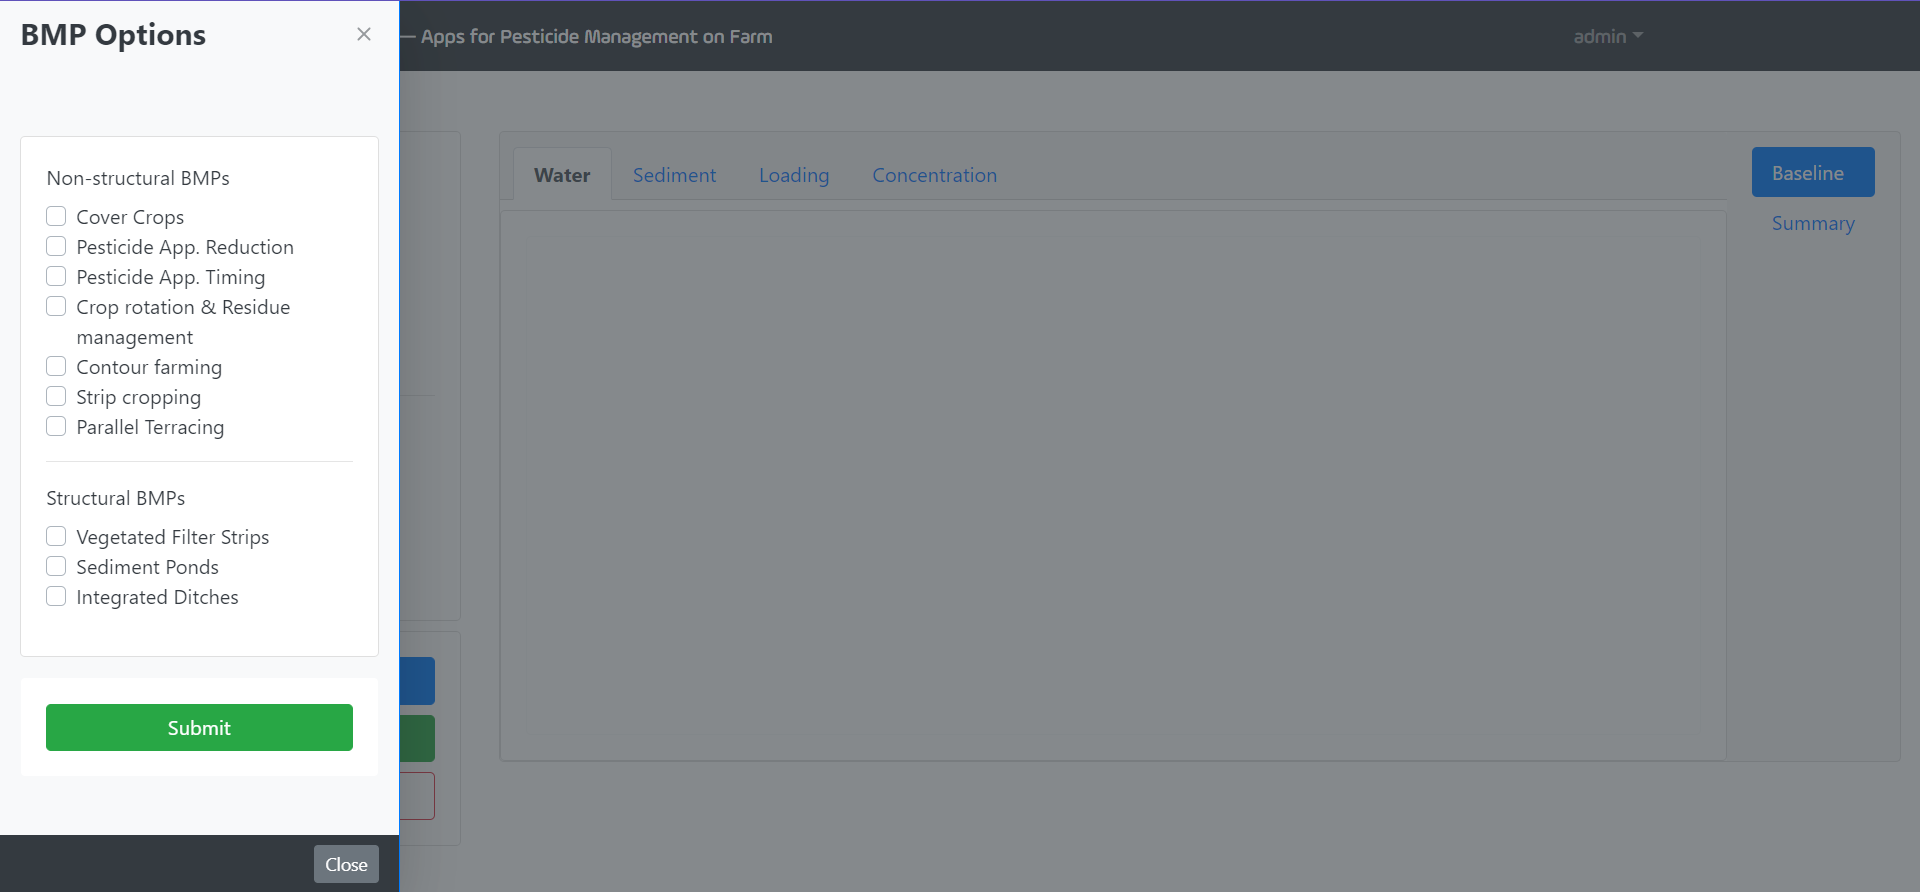 BMP Options
×
— Apps for Pesticide Management on Farm
admin
Non-structural BMPs
Cover Crops
Pesticide App. Reduction
Pesticide App. Timing
Crop rotation & Residue
management
Contour farming
Strip cropping
Parallel Terracing
Structural BMPs
Vegetated Filter Strips
Sediment Ponds
Integrated Ditches
Submit
Close
Water
Sediment
Loading
Concentration
Baseline
Summary